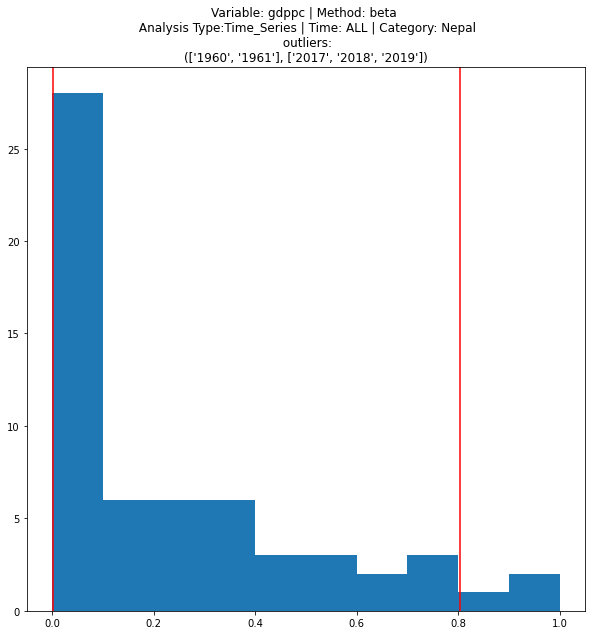 Variable: gdppc | Method: beta
Analysis Type:Time_Series | Time: ALL | Category: Nepal
outliers:
(['1960', '1961'], ['2017', '2018', '2019'])
25
20
15
10
5
0
0.0 0.2 0.4 0.6 0.8 1.0